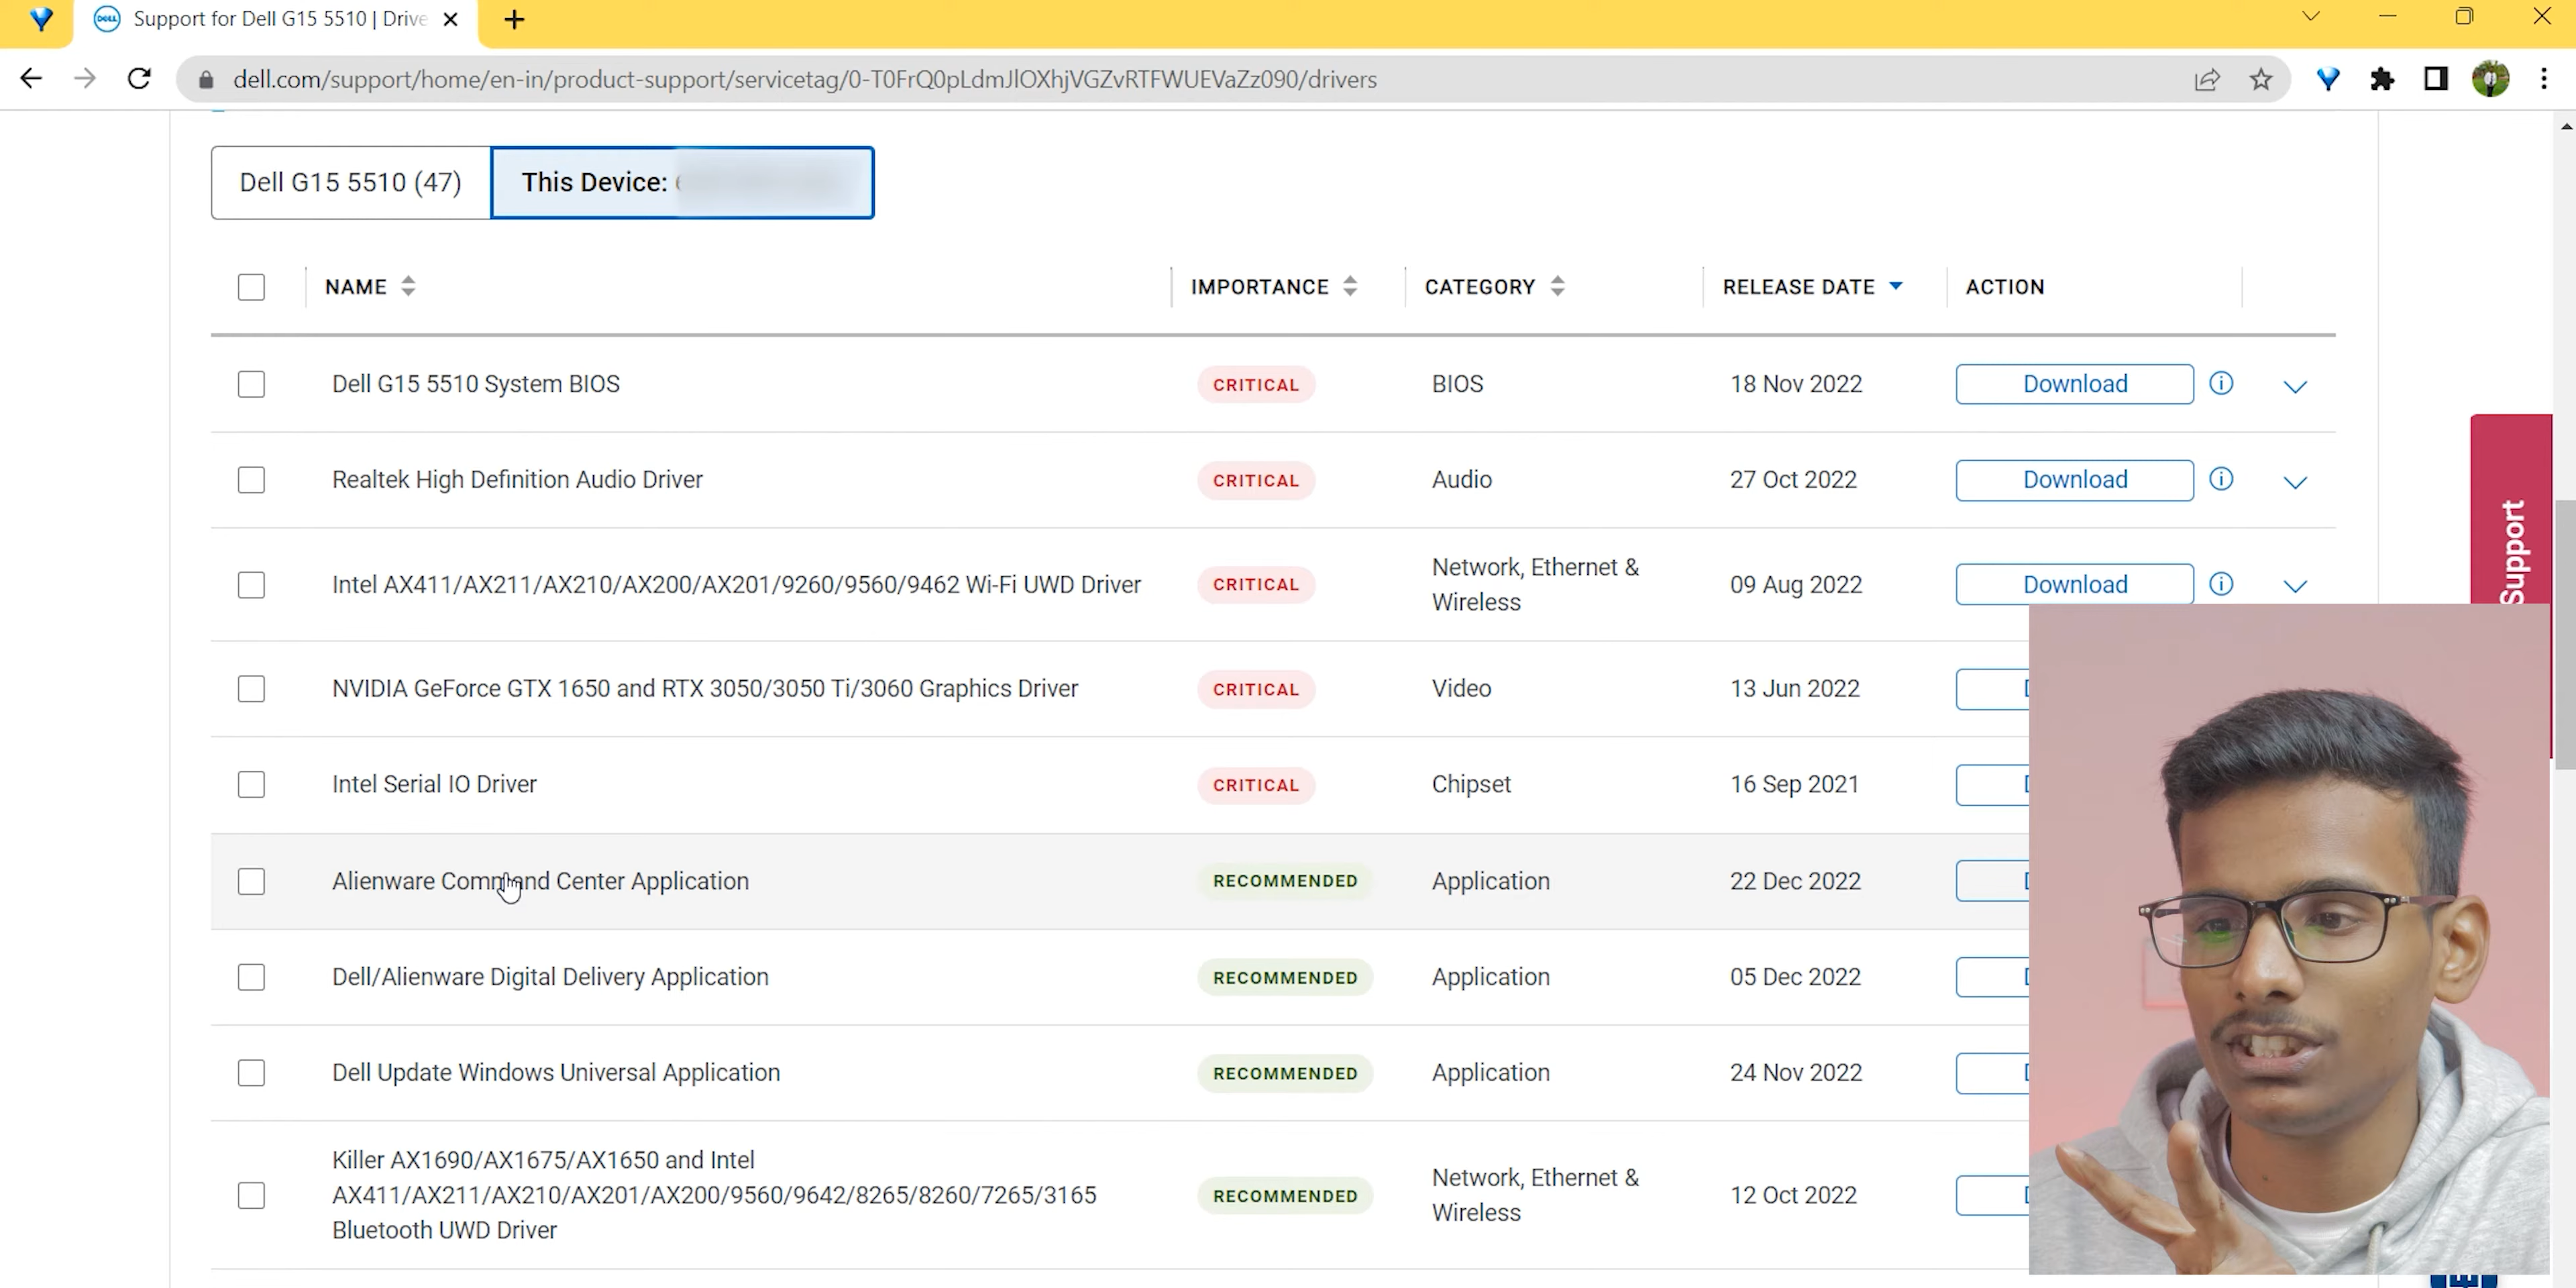 Support for Dell G15 5510 | Drive
dell.com/support/home/en-in/product-support/servicetag/0-T0FrQ0pLdmJlOXhjVGZvRTFWUEVaZz090/drivers
Dell G15 5510 (47)
This Device:
NAME IMPORTANCE CATEGORY RELEASE DATE ACTION
Dell G15 5510 System BIOS CRITICAL BIOS 18 Nov 2022 Download
Realtek High Definition Audio Driver CRITICAL Audio 27 Oct 2022 Download
Intel AX411/AX211/AX210/AX200/AX201/9260/9560/9462 Wi-Fi UWD Driver CRITICAL Network, Ethernet &
Wireless 09 Aug 2022 Download
NVIDIA GeForce GTX 1650 and RTX 3050/3050 Ti/3060 Graphics Driver CRITICAL Video 13 Jun 2022
Intel Serial IO Driver CRITICAL Chipset 16 Sep 2021
Alienware Command Center Application RECOMMENDED Application 22 Dec 2022
Dell/Alienware Digital Delivery Application RECOMMENDED Application 05 Dec 2022
Dell Update Windows Universal Application RECOMMENDED Application 24 Nov 2022
Killer AX1690/AX1675/AX1650 and Intel
AX411/AX211/AX210/AX201/AX200/9560/9642/8265/8260/7265/3165
Bluetooth UWD Driver RECOMMENDED Network, Ethernet &
Wireless 12 Oct 2022
Support